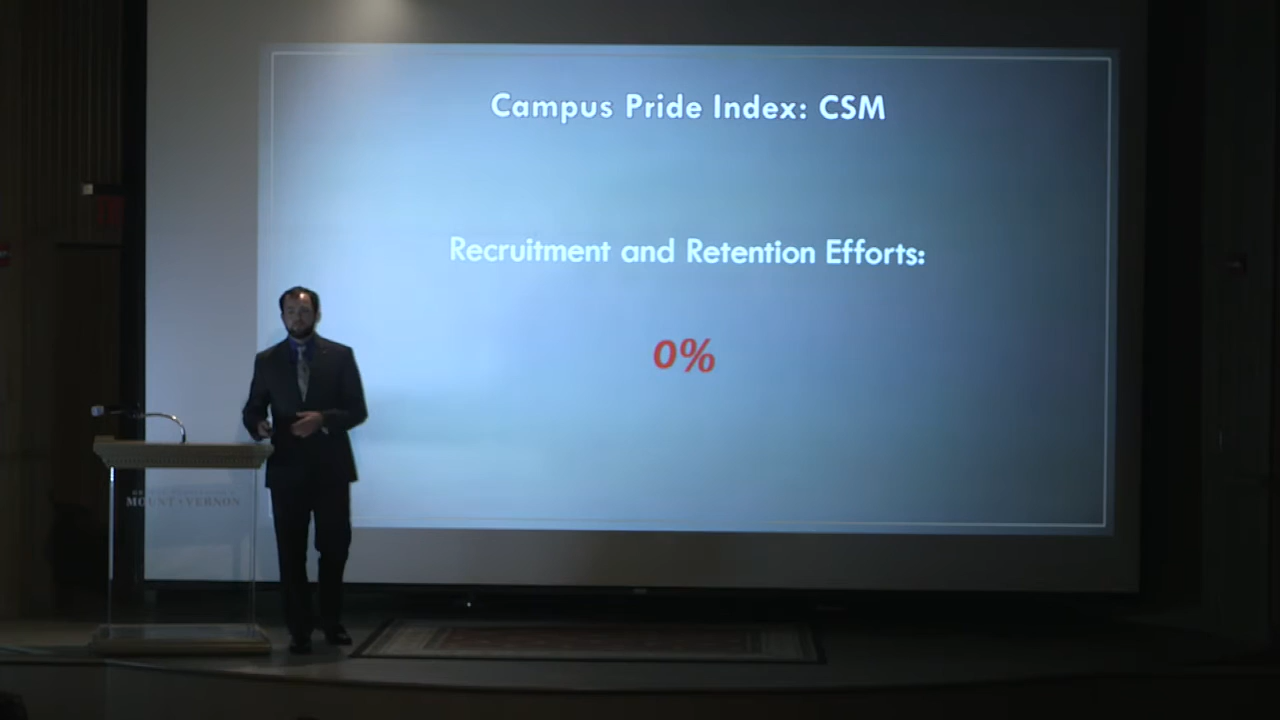 Campus Pride Index: CSM
Recruitment and Retention Efforts:
0%
MOUNT VERNON